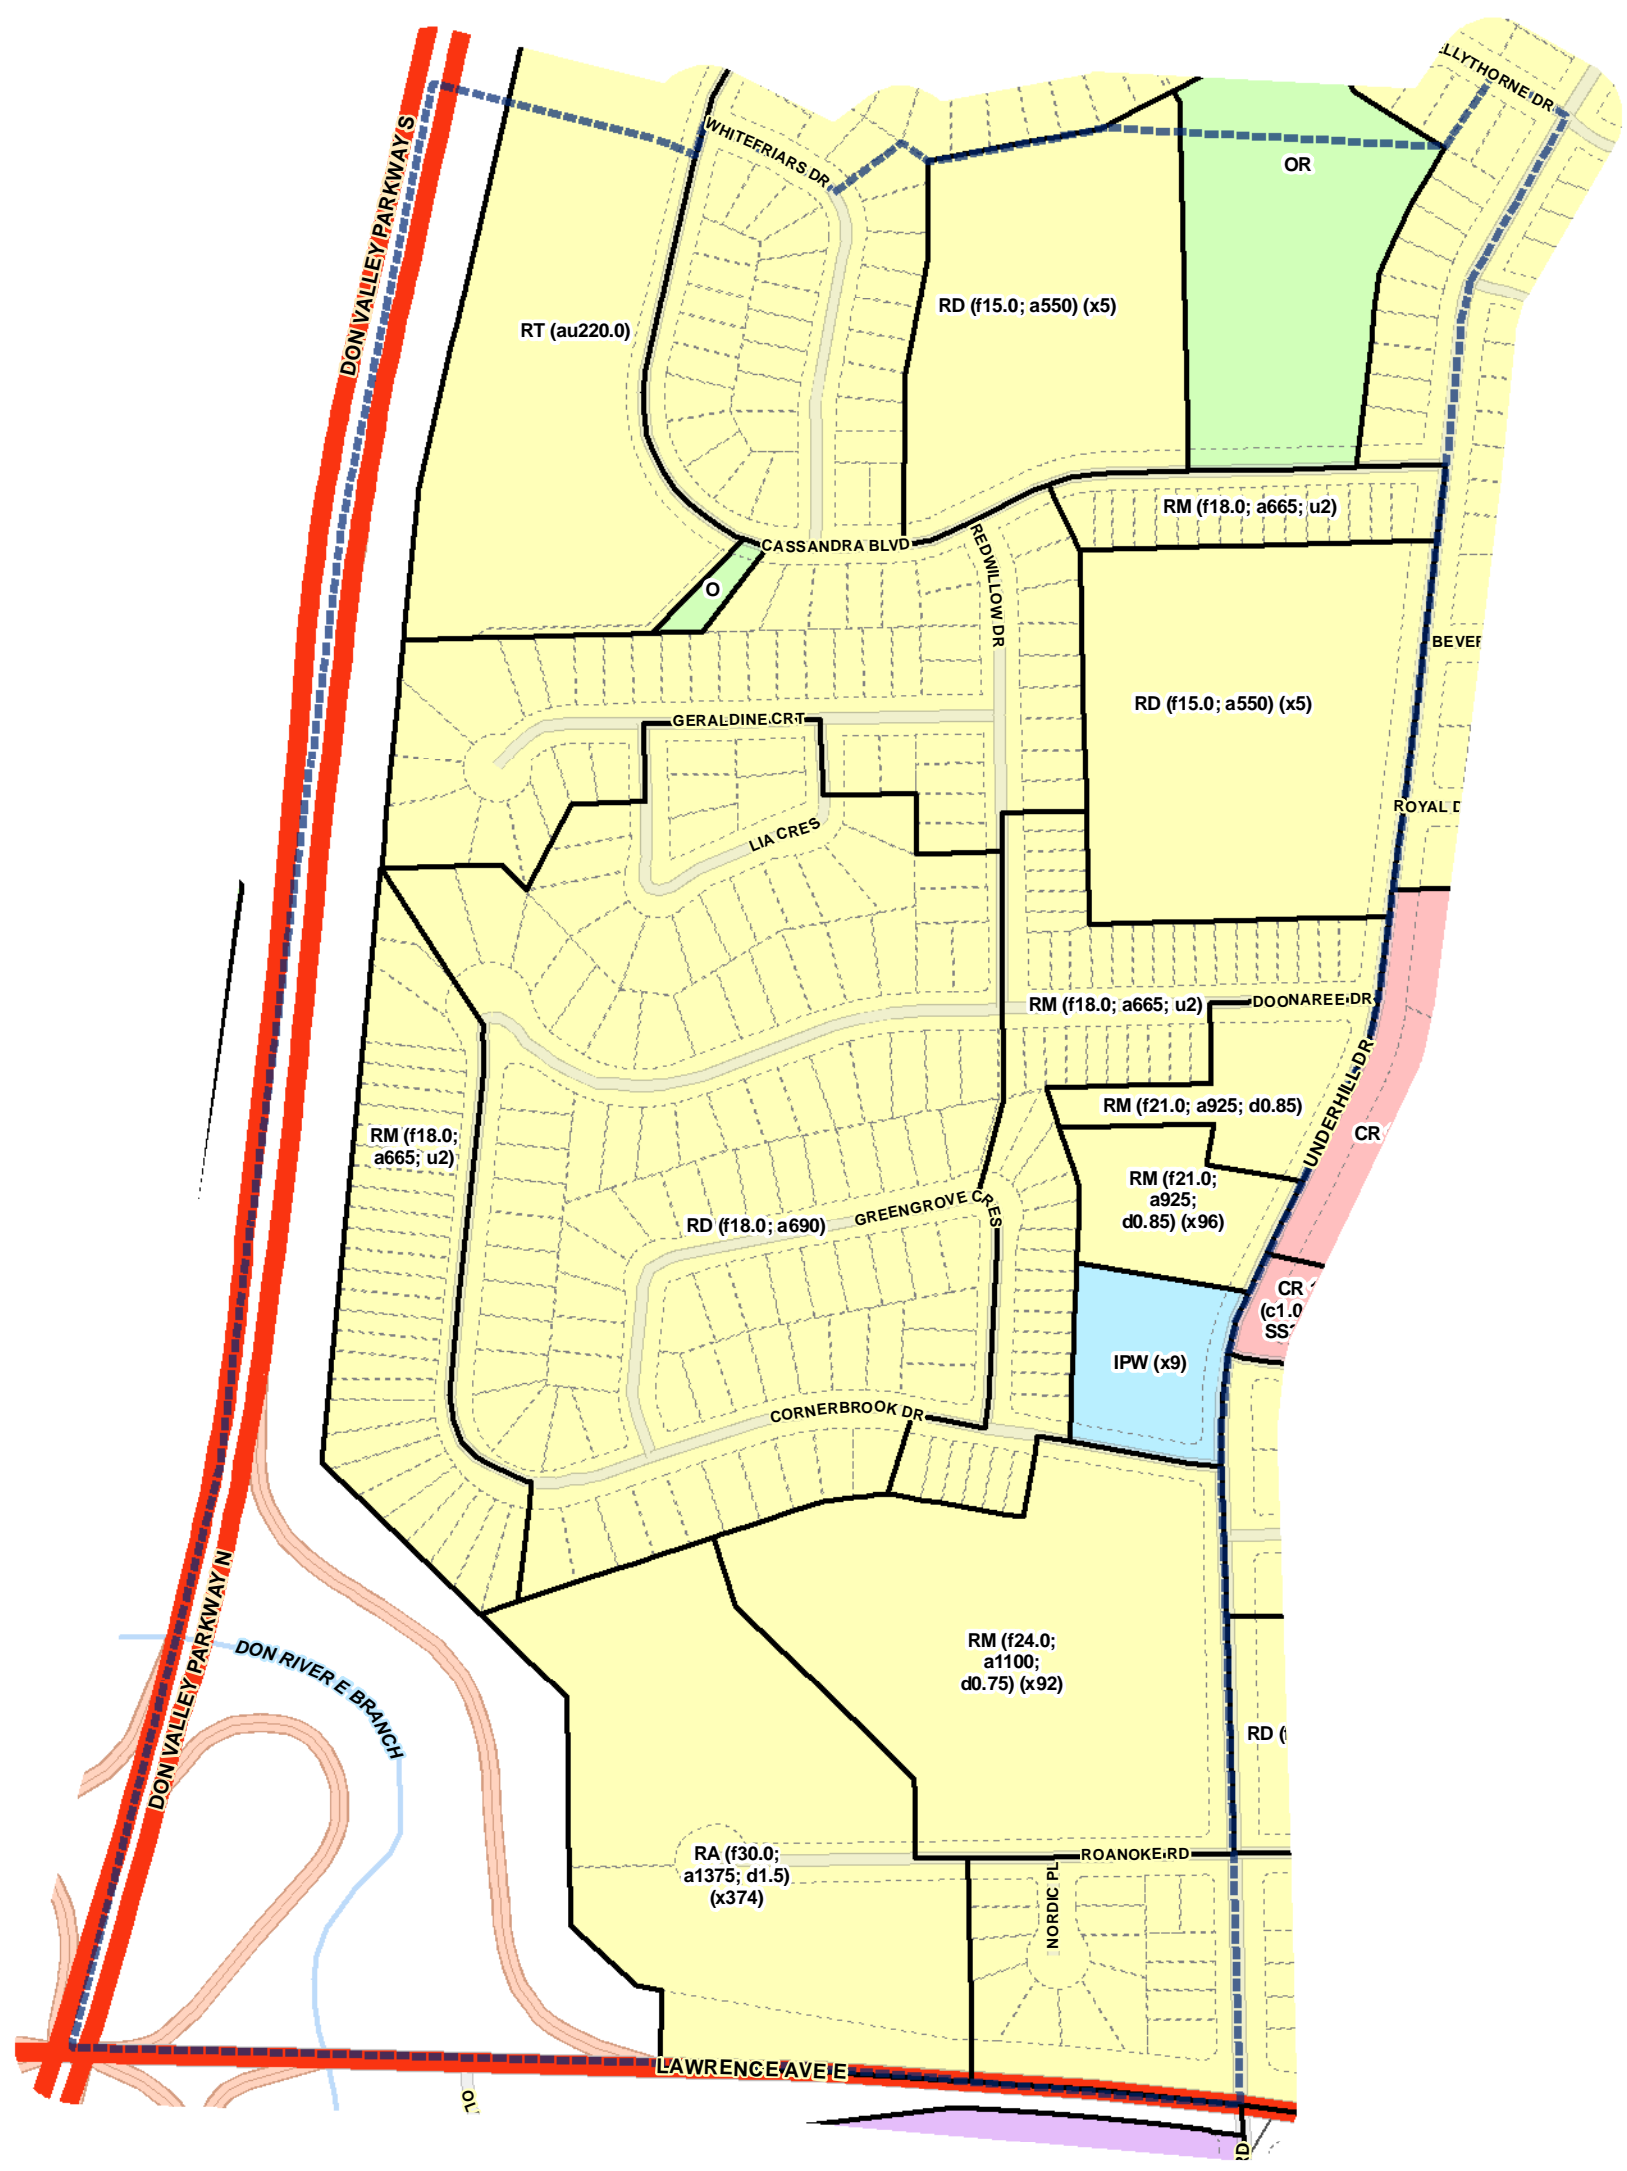 LLYTHORNE DR
WHITEFRIARS DR
DON VALLEY PARKWAY S
OR
RD (f15.0; a550) (x5)
RT (au220.0)
RM (f18.0; a665; u2)
CASSANDRA BLVD
REDWILLOW DR
O
BEVER
RD (f15.0; a550) (x5)
GERALDINE CRT
ROYAL D
LIA CRES
RM (f18.0; a665; u2)
DOONAREE DR
UNDERHILL DR
RM (f21.0; a925; d0.85)
CR
RM (f18.0;
a665; u2)
RM (f21.0;
a925;
d0.85) (x96)
RD (f18.0; a690)
GREENGROVE CRES
CR
(c1.0
SS
IPW (x9)
CORNERBROOK DR
DON VALLEY PARKWAY N
DON RIVER E BRANCH
RM (f24.0;
a1100;
d0.75) (x92)
RD (
RA (f30.0;
a1375; d1.5)
(x374)
ROANOKE RD
NORDIC PL
LAWRENCE AVE E
OL
RD